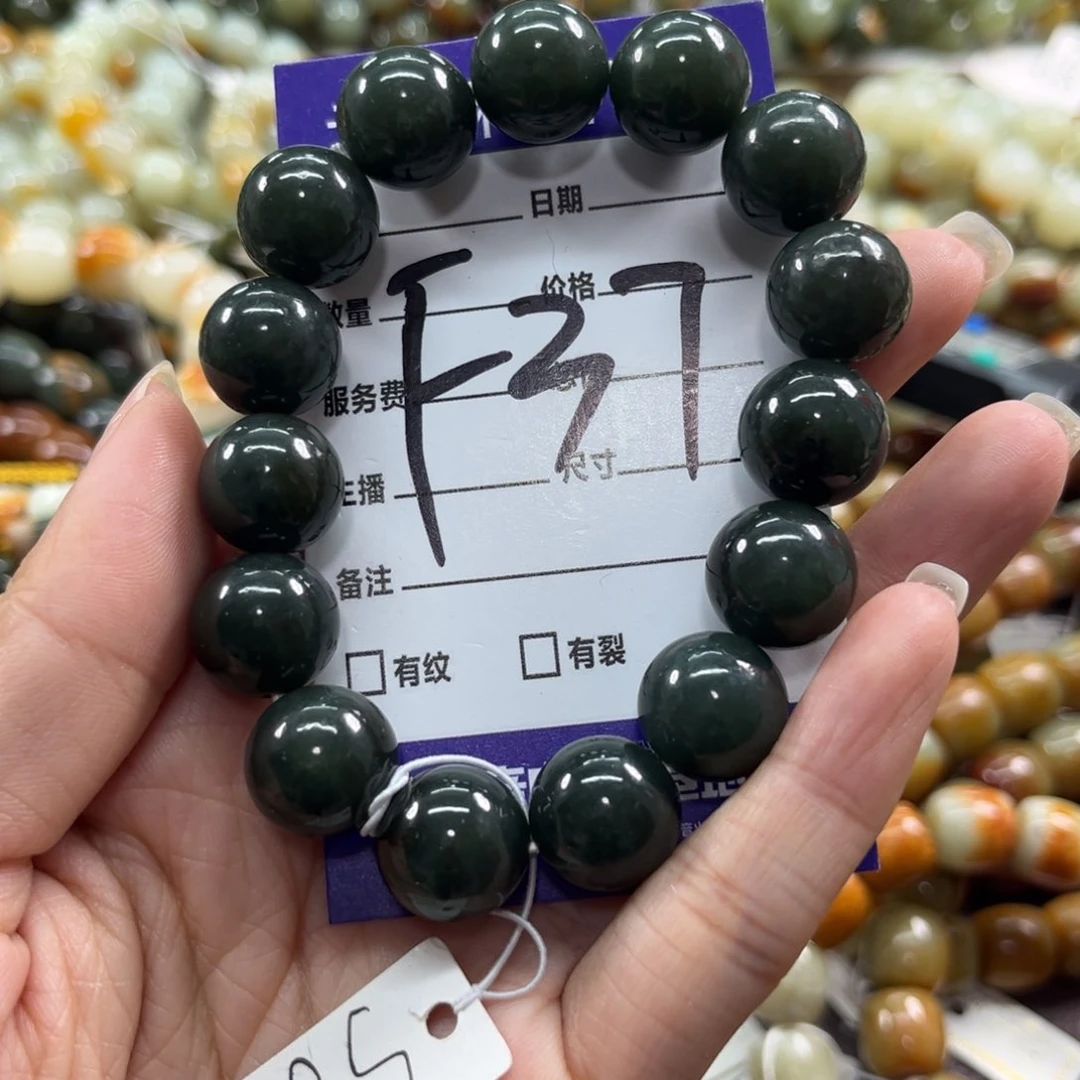 日期
数量 价格
F37
服务费
主播 尺寸
备注
有纹 有裂